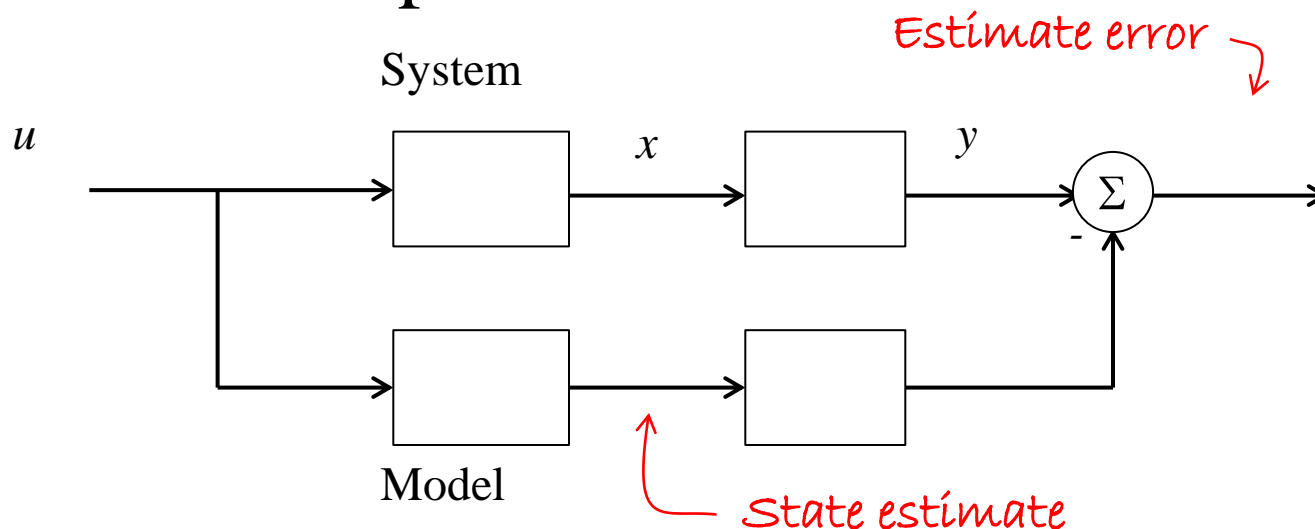 Estimate error
System
u
x
y
Σ
-
Model
State estimate